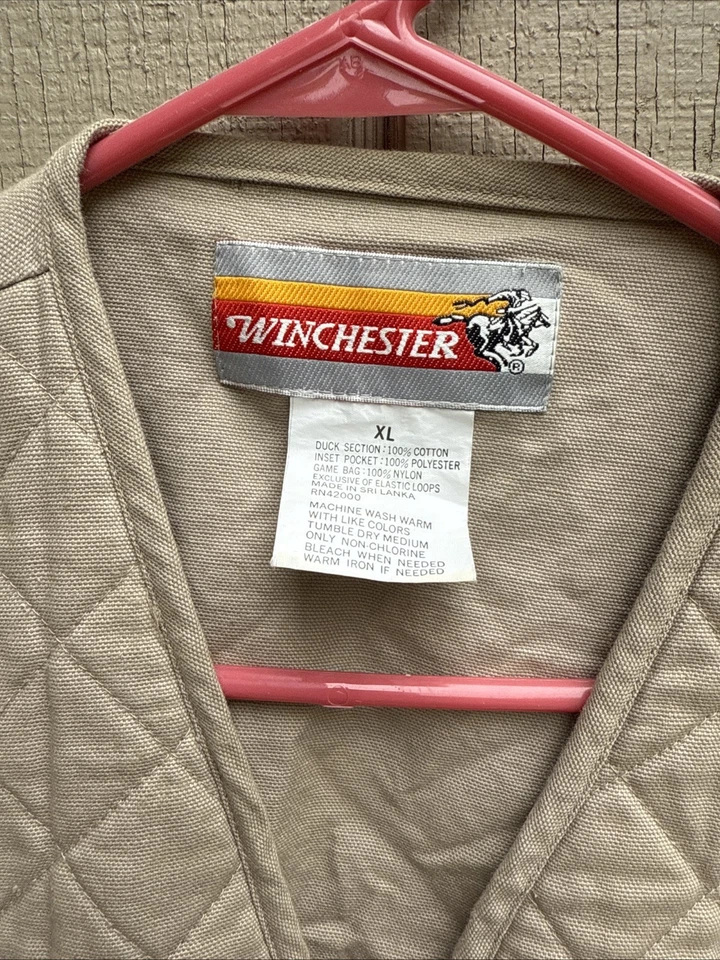 WINCHESTER
®
XL
DUCK SECTION:100% COTTON
INSET POCKET:100% POLYESTER
GAME BAG:100% NYLON
EXCLUSIVE OF ELASTIC LOOPS
MADE IN SRI LANKA
RN42000
MACHINE WASH WARM
WITH LIKE COLORS
TUMBLE DRY MEDIUM
ONLY NON-CHLORINE
BLEACH WHEN NEEDED
WARM IRON IF NEEDED